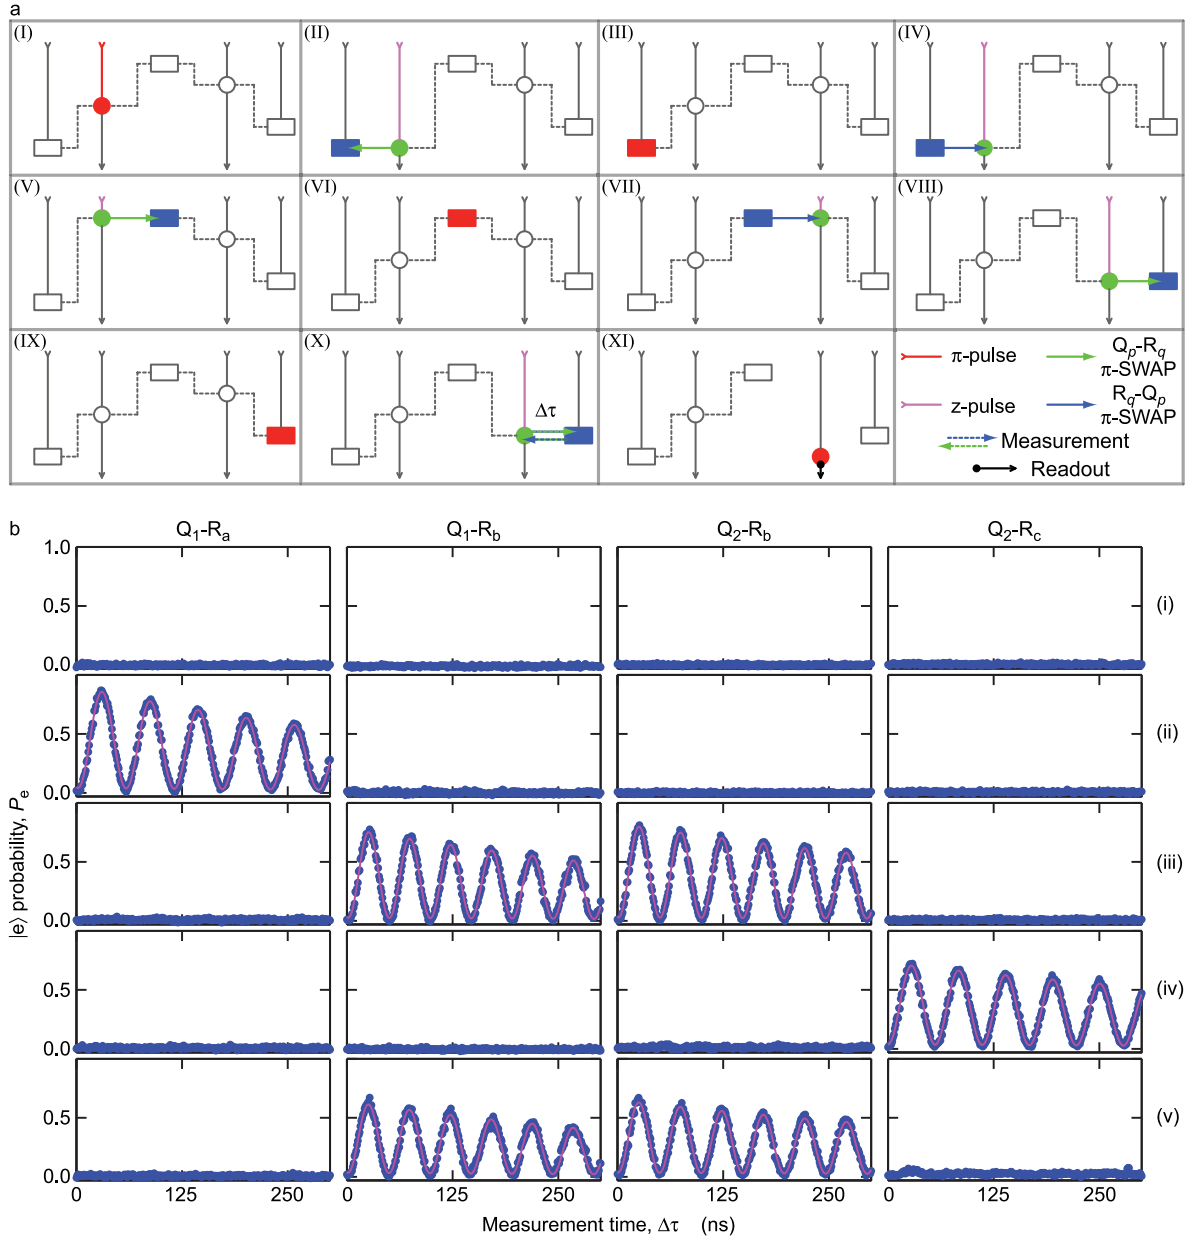 a
(I) (II) (III) (IV)
(V) (VI) (VII) (VIII)
(IX) (X) (XI)
Δτ
π-pulse
Qp-Rq
π-SWAP
z-pulse
Rq-Qp
π-SWAP
Measurement
Readout
b
Q1-Ra Q1-Rb Q2-Rb Q2-Rc
1.0
0.5
0.0
(i)
0.5
0.0
(ii)
0.5
0.0
(iii)
0.5
0.0
(iv)
0.5
0.0
(v)
|e⟩ probability, Pe
0 125 250 0 125 250 0 125 250 0 125 250
Measurement time, Δτ (ns)